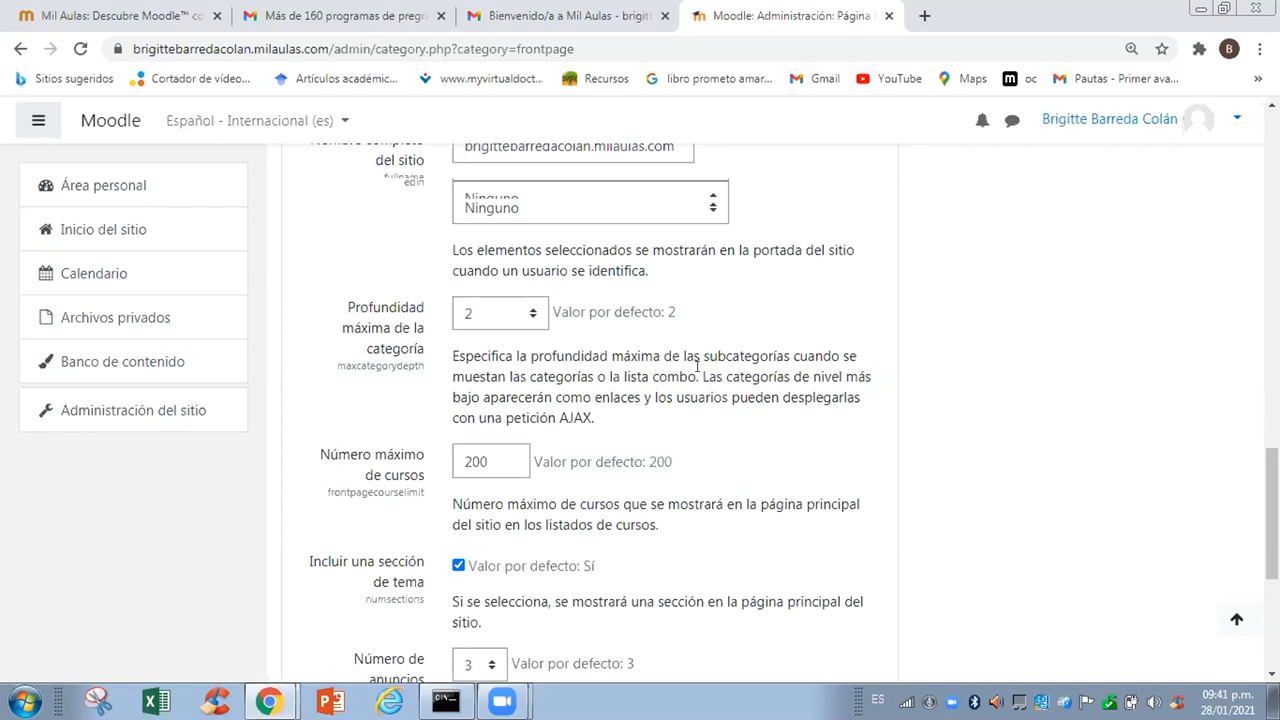 Mil Aulas: Descubre Moodle™ co
Más de 160 programas de pregr
Bienvenido/a a Mil Aulas - brigitt
Moodle: Administración: Página
brigittebarredacolan.milaulas.com/admin/category.php?category=frontpage
B
Sitios sugeridos
Cortador de vídeo...
Artículos académic...
www.myvirtualdoct...
Recursos
libro prometo amar...
Gmail
YouTube
Maps
oc
Pautas - Primer ava...
Moodle
Español - Internacional (es)
Brigitte Barreda Colán
Área personal
Inicio del sitio
Calendario
Archivos privados
Banco de contenido
Administración del sitio
del sitio
fullname
brigittebarredacolan.milaulas.com
Ninguno
Ninguno
Los elementos seleccionados se mostrarán en la portada del sitio
cuando un usuario se identifica.
Profundidad
máxima de la
categoría
maxcategorydepth
2
Valor por defecto: 2
Especifica la profundidad máxima de las subcategorías cuando se
muestan las categorías o la lista combo. Las categorías de nivel más
bajo aparecerán como enlaces y los usuarios pueden desplegarlas
con una petición AJAX.
Número máximo
de cursos
frontpagecourselimit
200
Valor por defecto: 200
Número máximo de cursos que se mostrará en la página principal
del sitio en los listados de cursos.
Incluir una sección
de tema
numsections
Valor por defecto: Sí
Si se selecciona, se mostrará una sección en la página principal del
sitio.
Número de
anuncios
3
Valor por defecto: 3
ES
09:41 p.m.
28/01/2021